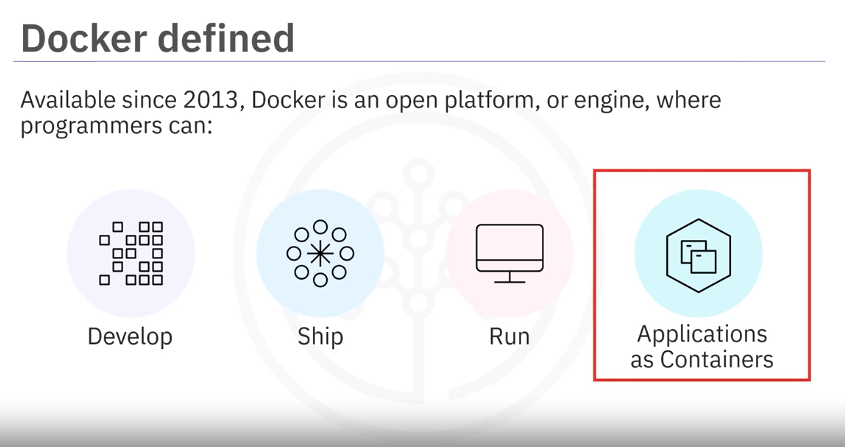 Docker defined
Available since 2013, Docker is an open platform, or engine, where
programmers can:
Develop
Ship
Run
Applications
as Containers